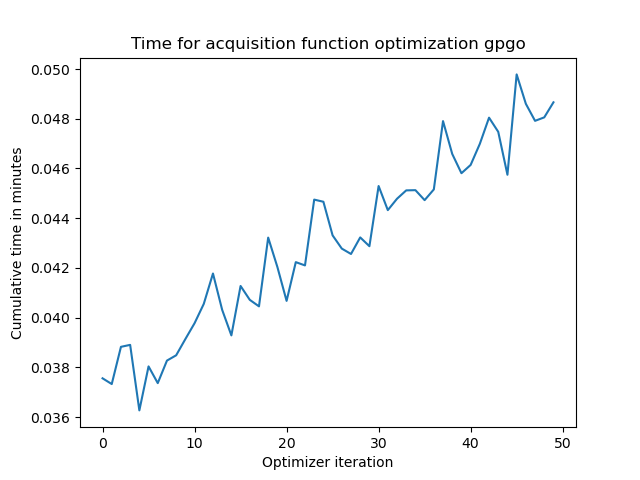 Time for acquisition function optimization gpgo
Cumulative time in minutes
0.050
0.048
0.046
0.044
0.042
0.040
0.038
0.036
0 10 20 30 40 50
Optimizer iteration